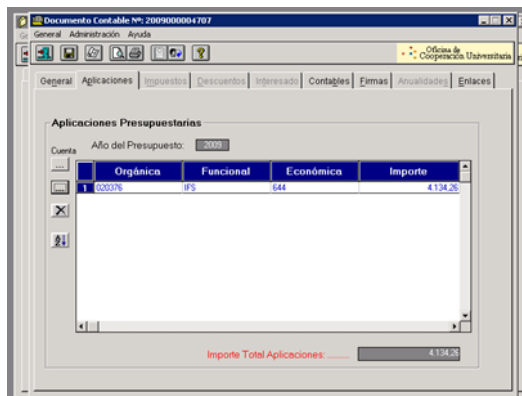 Documento Contable Nº: 2009000004707
General Administración Ayuda
Oficina de
Cooperación Universitaria
General Aplicaciones Impuestos Descuentos Interesado Contables Firmas Anualidades Enlaces
Aplicaciones Presupuestarias
Cuenta
Año del Presupuesto: 2009
Orgánica Funcional Económica Importe
1 020376 IFS 644 4.134,26
Importe Total Aplicaciones: ......... 4.134,26